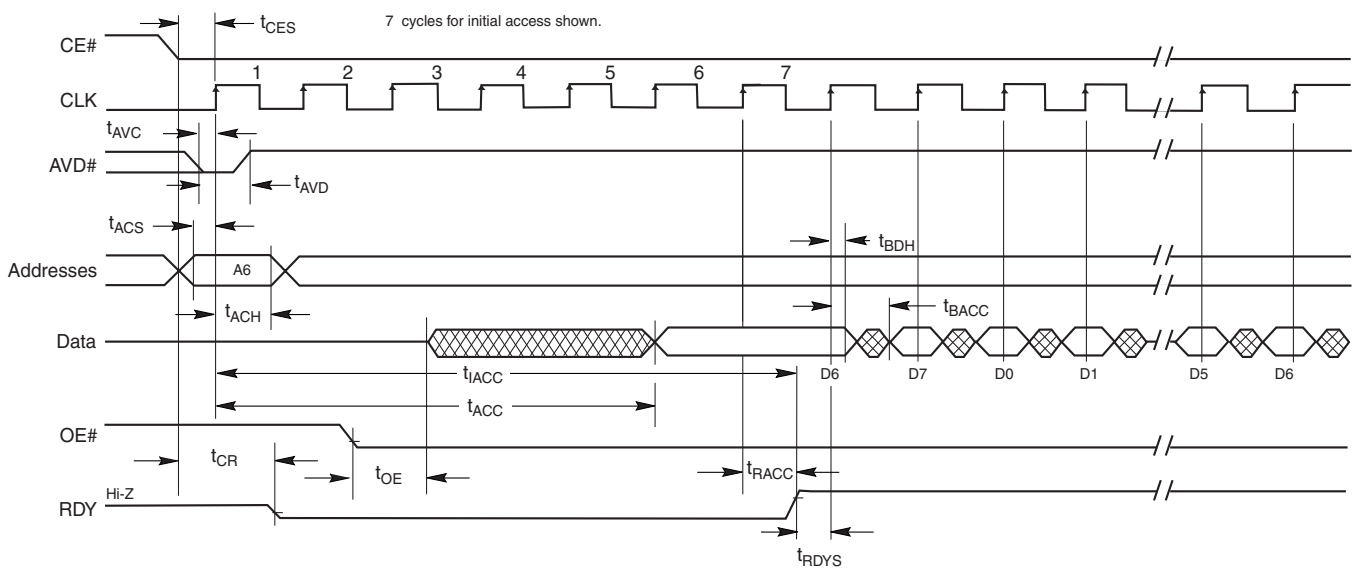 tCES
7 cycles for initial access shown.
CE#
1 2 3 4 5 6 7
CLK
tAVC
AVD#
tAVD
tACS
tBDH
Addresses
A6
tACH
tBACC
Data
tIACC
D6 D7 D0 D1 D5 D6
tACC
OE#
tCR
tOE
tRACC
Hi-Z
RDY
tRDYS